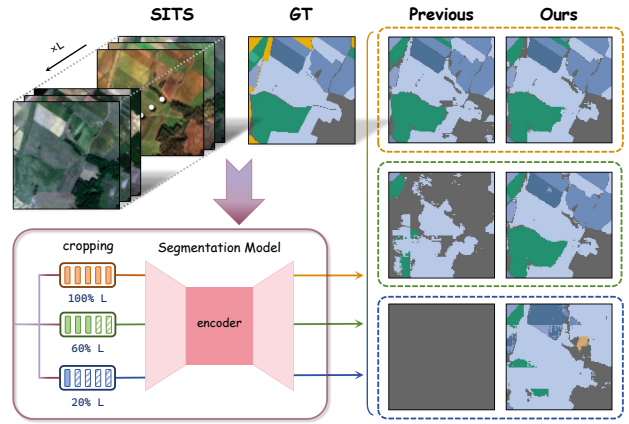 SITS
GT
Previous
Ours
×L
cropping
Segmentation Model
100% L
encoder
60% L
20% L